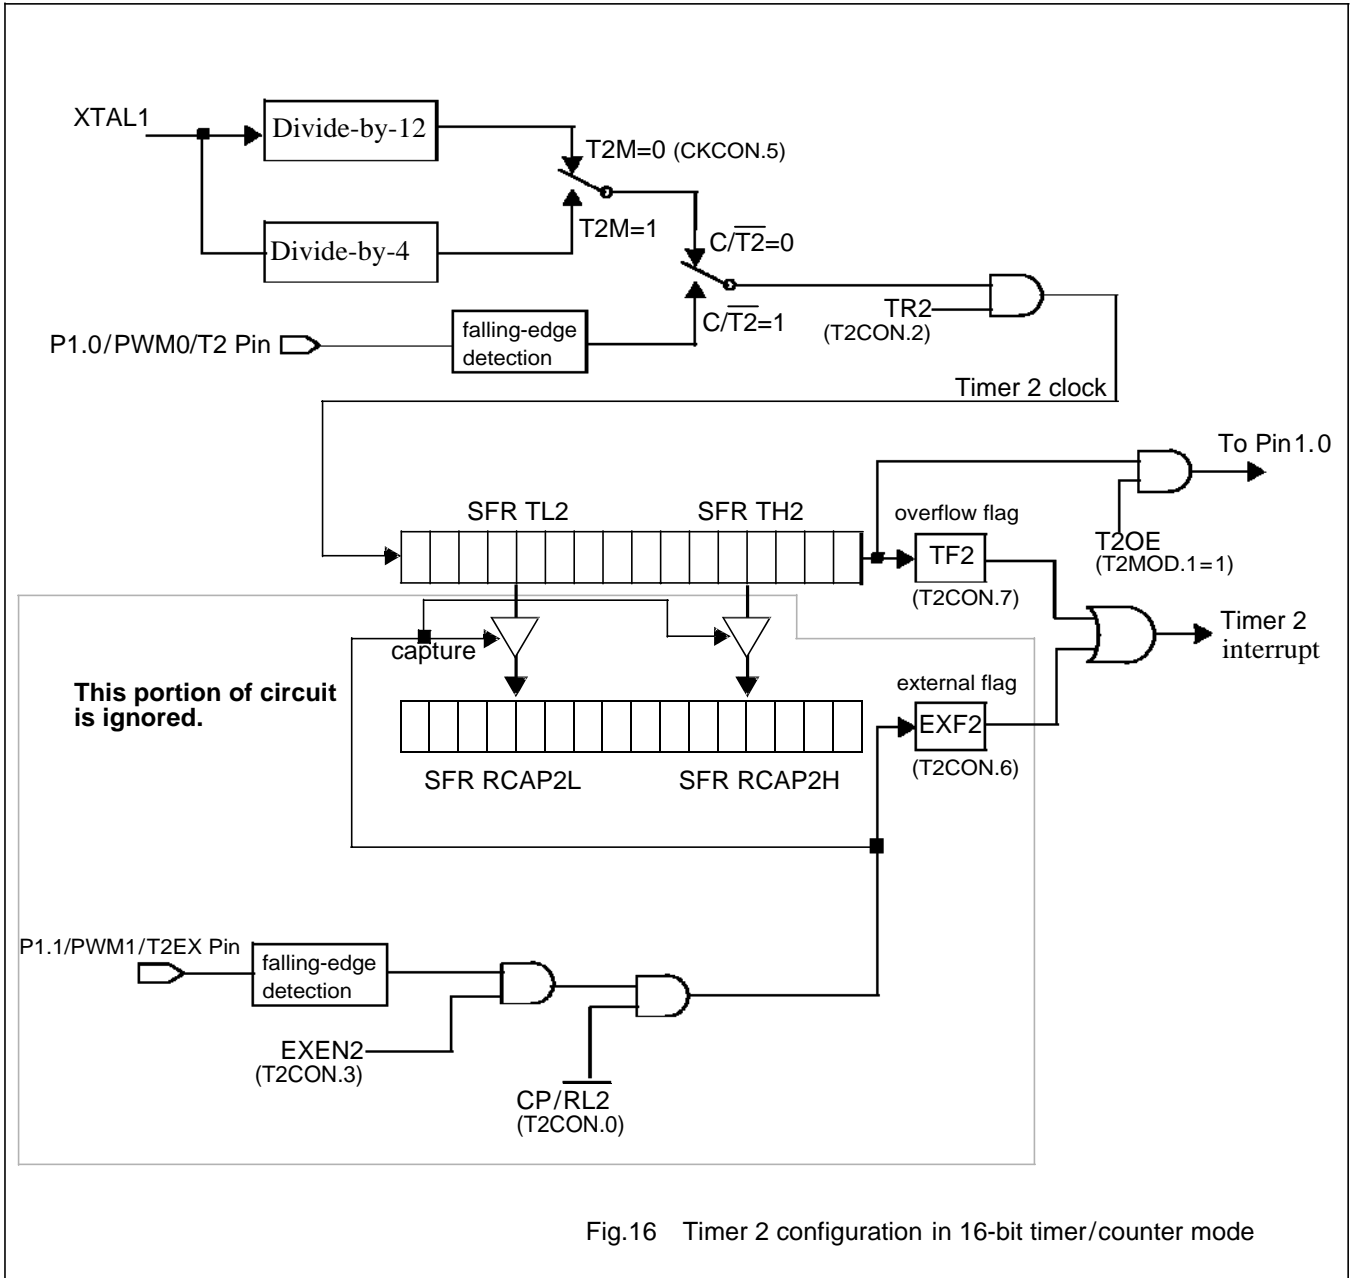 XTAL1
Divide-by-12
T2M=0 (CKCON.5)
T2M=1
Divide-by-4
C/T2=0
C/T2=1
TR2
(T2CON.2)
P1.0/PWM0/T2 Pin
falling-edge
detection
Timer 2 clock
To Pin1.0
SFR TL2
SFR TH2
overflow flag
TF2
(T2CON.7)
T2OE
(T2MOD.1=1)
capture
Timer 2
interrupt
This portion of circuit
is ignored.
external flag
EXF2
(T2CON.6)
SFR RCAP2L
SFR RCAP2H
P1.1/PWM1/T2EX Pin
falling-edge
detection
EXEN2
(T2CON.3)
CP/RL2
(T2CON.0)
Fig.16 Timer 2 configuration in 16-bit timer/counter mode